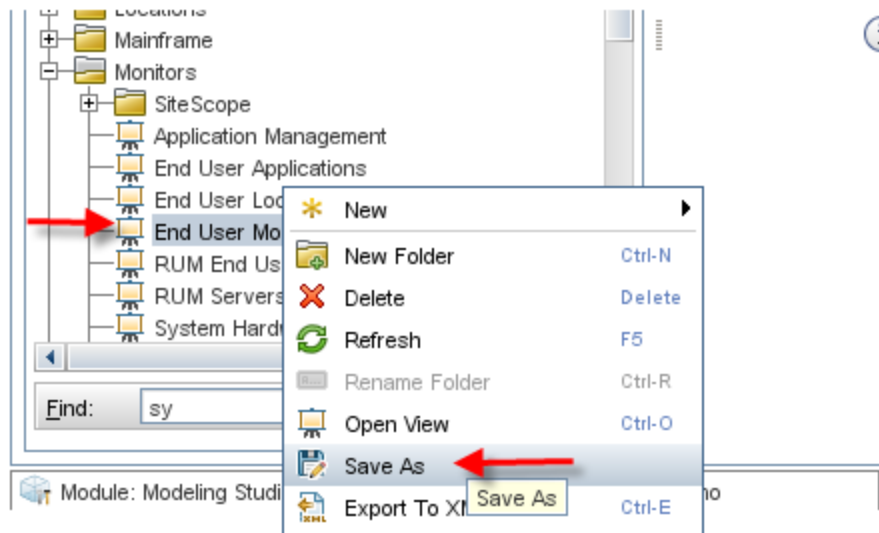 Locations
Mainframe
Monitors
SiteScope
Application Management
End User Applications
End User Loc
End User Mo
RUM End Us
RUM Servers
System Hard
Find:
sy
New
New Folder Ctrl-N
Delete Delete
Refresh F5
Rename Folder Ctrl-R
Open View Ctrl-O
Save As
Export To XM Ctrl-E
Save As
Module: Modeling Studi
no